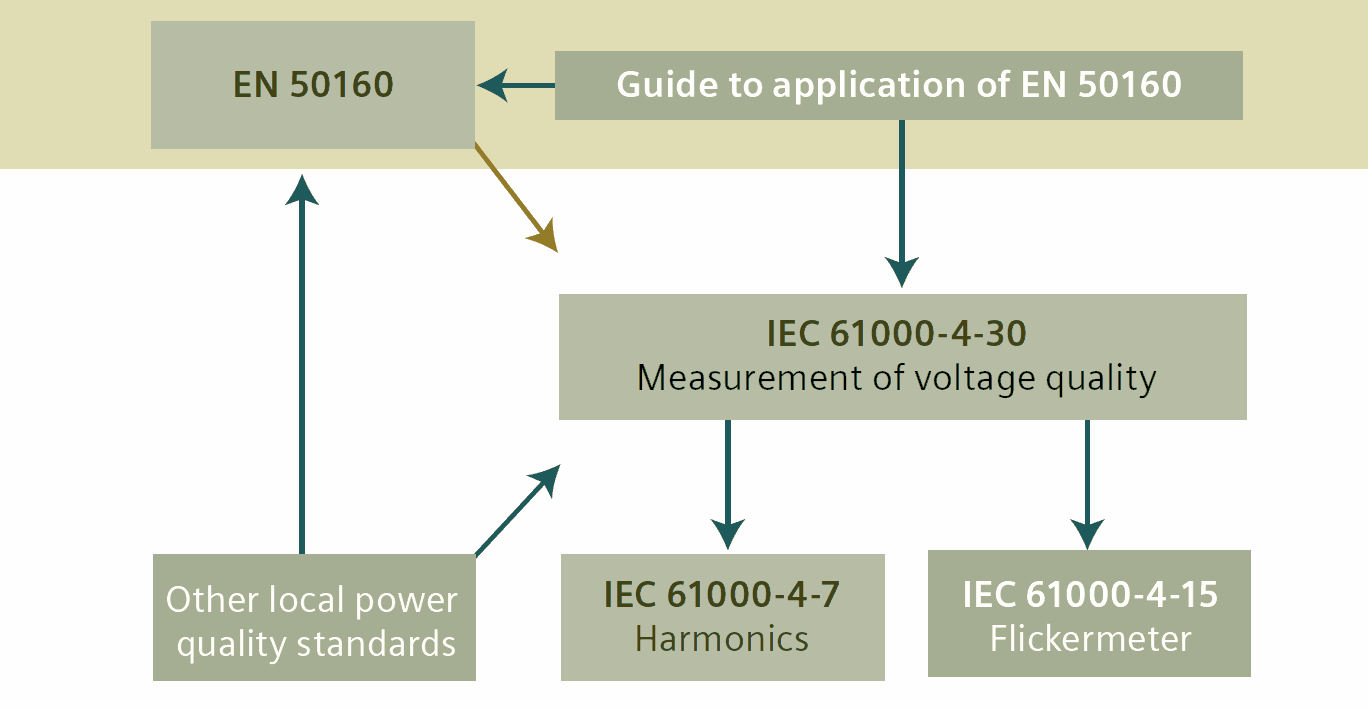 EN 50160
Guide to application of EN 50160
IEC 61000-4-30
Measurement of voltage quality
Other local power
quality standards
IEC 61000-4-7
Harmonics
IEC 61000-4-15
Flickermeter